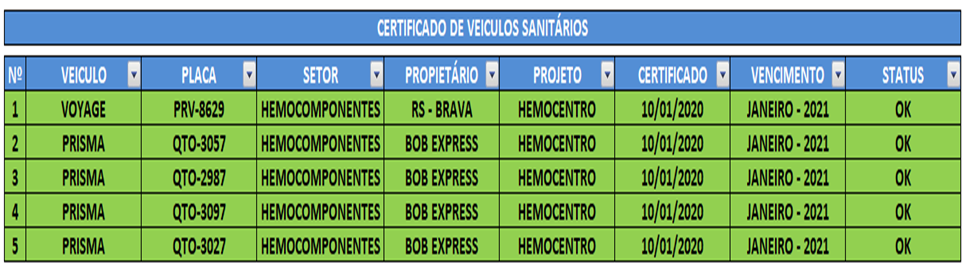 CERTIFICADO DE VEICULOS SANITÁRIOS
Nº VEICULO PLACA SETOR PROPIETÁRIO PROJETO CERTIFICADO VENCIMENTO STATUS
1 VOYAGE PRV-8629 HEMOCOMPONENTES RS - BRAVA HEMOCENTRO 10/01/2020 JANEIRO - 2021 OK
2 PRISMA QTO-3057 HEMOCOMPONENTES BOB EXPRESS HEMOCENTRO 10/01/2020 JANEIRO - 2021 OK
3 PRISMA QTO-2987 HEMOCOMPONENTES BOB EXPRESS HEMOCENTRO 10/01/2020 JANEIRO - 2021 OK
4 PRISMA QTO-3097 HEMOCOMPONENTES BOB EXPRESS HEMOCENTRO 10/01/2020 JANEIRO - 2021 OK
5 PRISMA QTO-3027 HEMOCOMPONENTES BOB EXPRESS HEMOCENTRO 10/01/2020 JANEIRO - 2021 OK